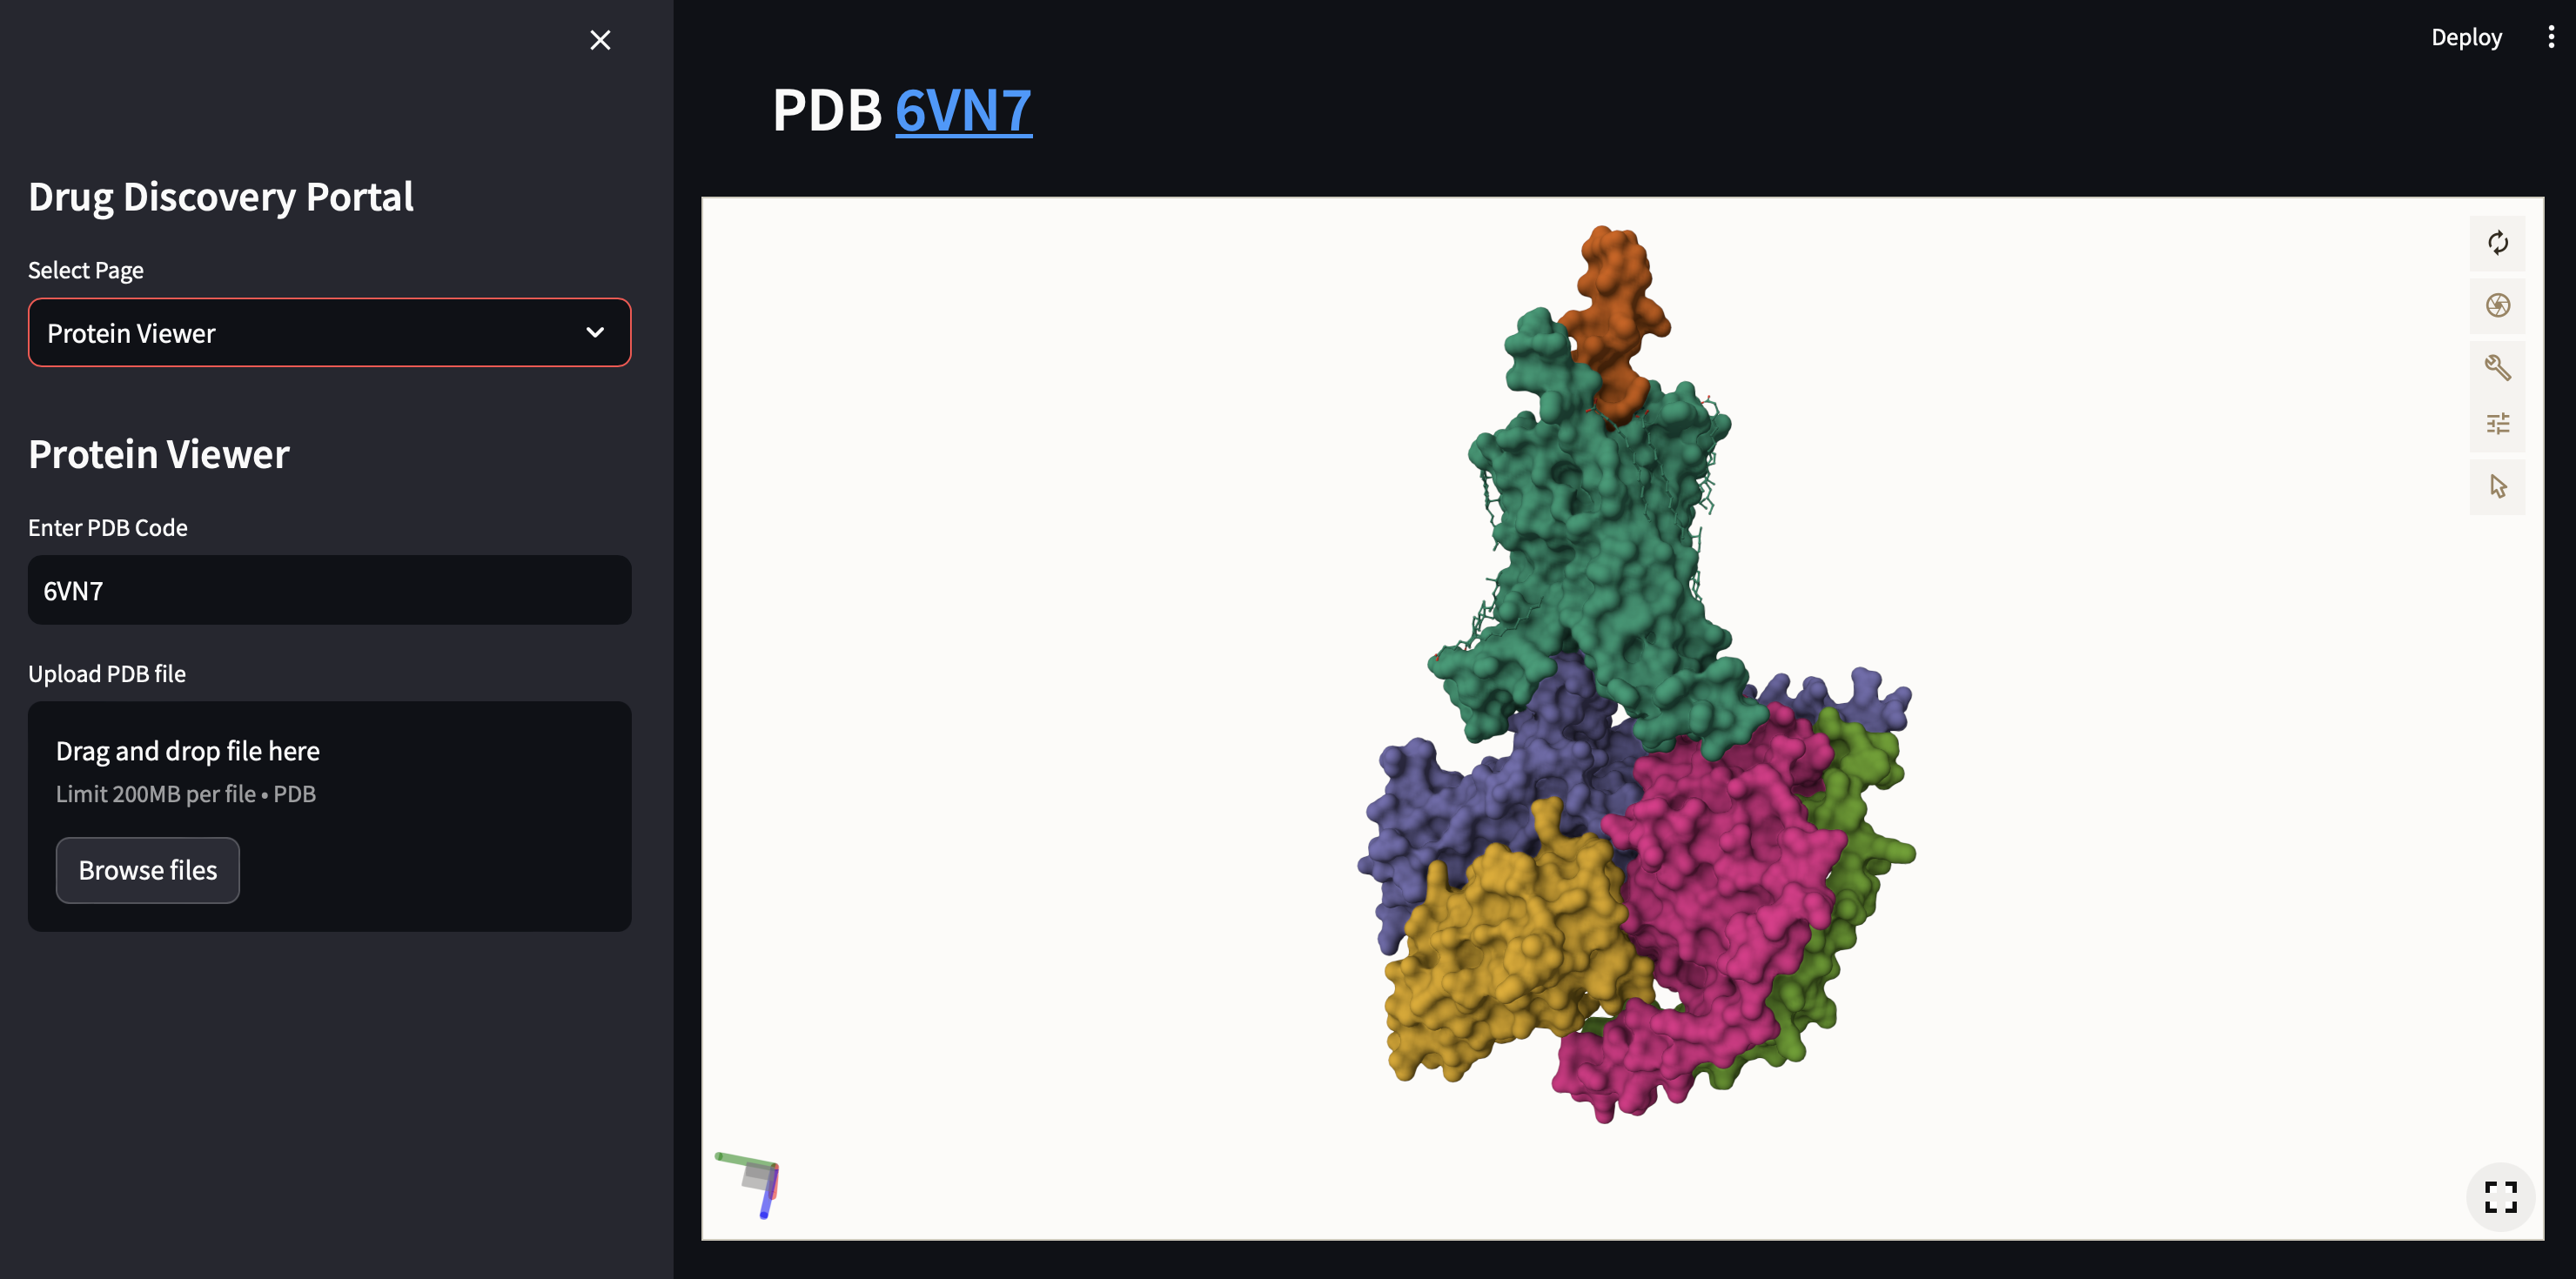 Deploy
PDB 6VN7
Drug Discovery Portal
Select Page
Protein Viewer
Protein Viewer
Enter PDB Code
6VN7
Upload PDB file
Drag and drop file here
Limit 200MB per file • PDB
Browse files